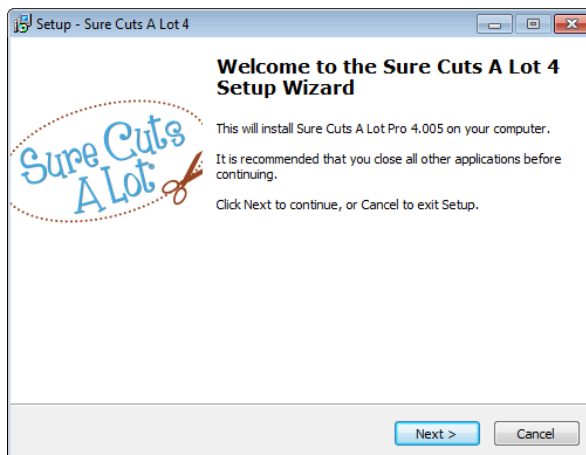 Setup - Sure Cuts A Lot 4
Welcome to the Sure Cuts A Lot 4
Setup Wizard
Sure Cuts
A Lot
This will install Sure Cuts A Lot Pro 4.005 on your computer.
It is recommended that you close all other applications before
continuing.
Click Next to continue, or Cancel to exit Setup.
Next >
Cancel